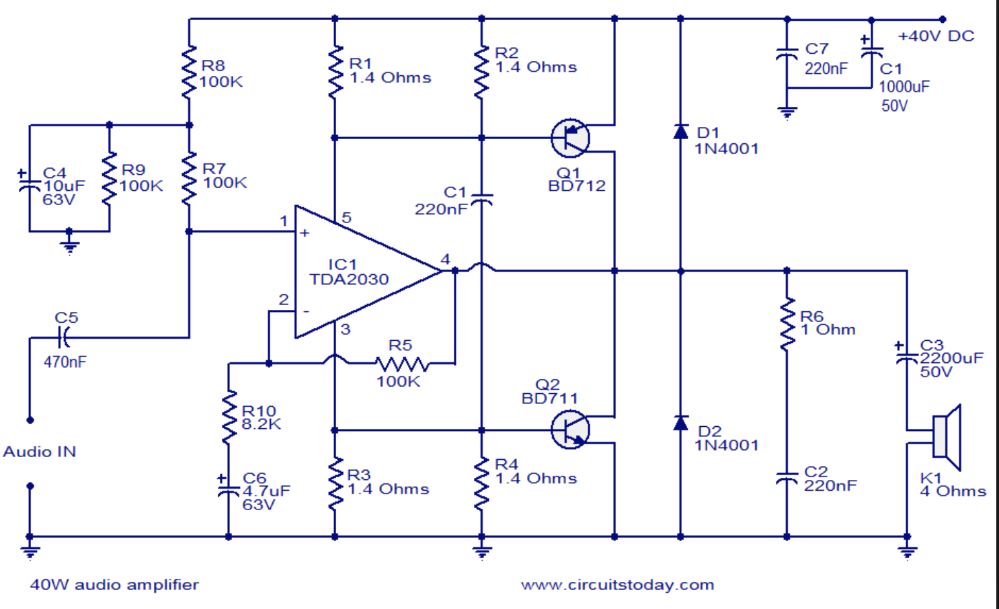 +40V DC
R8
100K
R1
1.4 Ohms
R2
1.4 Ohms
C7
220nF
+
C1
1000uF
50V
+
C4
10uF
63V
R9
100K
R7
100K
D1
1N4001
Q1
BD712
C1
220nF
1
+
5
IC1
TDA2030
4
2
-
3
C5
470nF
R5
100K
R6
1 Ohm
+
C3
2200uF
50V
Q2
BD711
R10
8.2K
D2
1N4001
Audio IN
+
C6
4.7uF
63V
R3
1.4 Ohms
R4
1.4 Ohms
C2
220nF
K1
4 Ohms
40W audio amplifier
www.circuitstoday.com